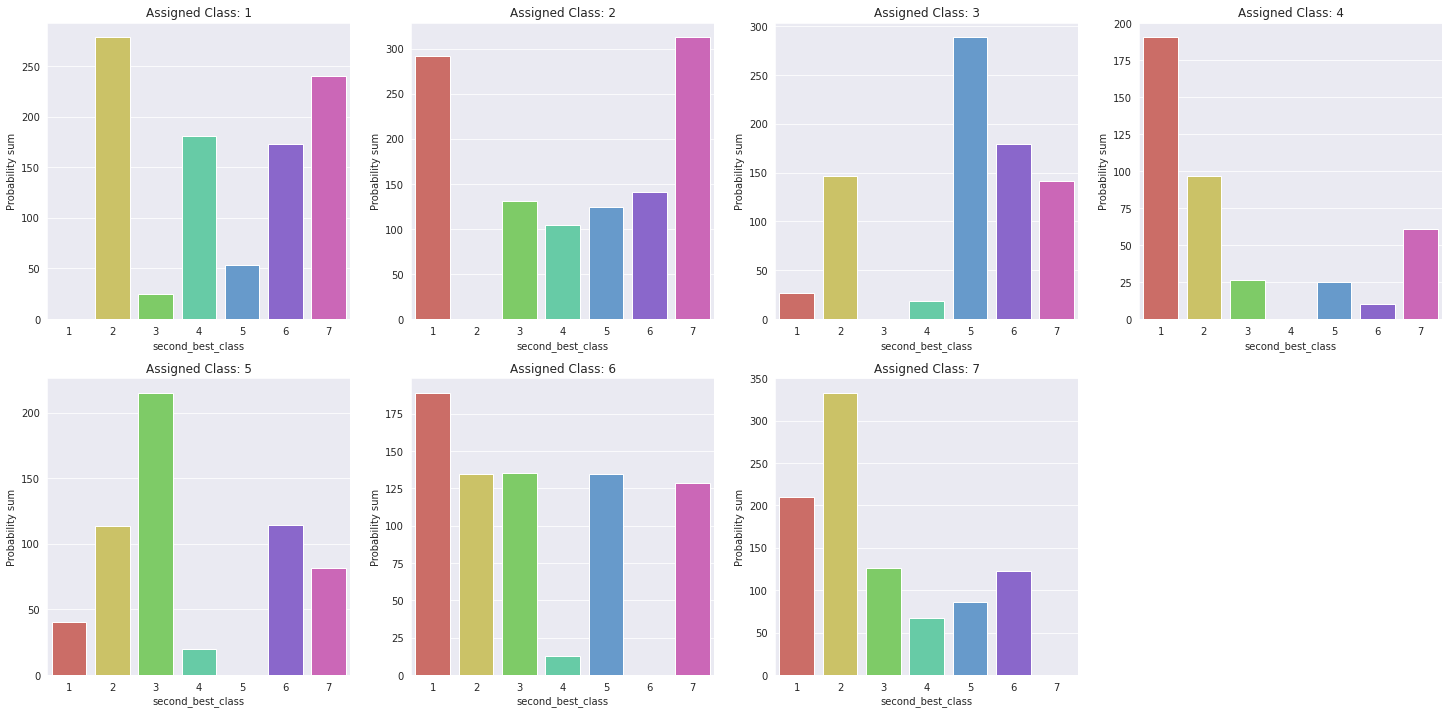 Assigned Class: 1
Probability sum
250
200
150
100
50
0
1 2 3 4 5 6 7
second_best_class
Assigned Class: 2
Probability sum
300
250
200
150
100
50
0
1 2 3 4 5 6 7
second_best_class
Assigned Class: 3
Probability sum
300
250
200
150
100
50
0
1 2 3 4 5 6 7
second_best_class
Assigned Class: 4
Probability sum
200
175
150
125
100
75
50
25
0
1 2 3 4 5 6 7
second_best_class
Assigned Class: 5
Probability sum
200
150
100
50
0
1 2 3 4 5 6 7
second_best_class
Assigned Class: 6
Probability sum
175
150
125
100
75
50
25
0
1 2 3 4 5 6 7
second_best_class
Assigned Class: 7
Probability sum
350
300
250
200
150
100
50
0
1 2 3 4 5 6 7
second_best_class